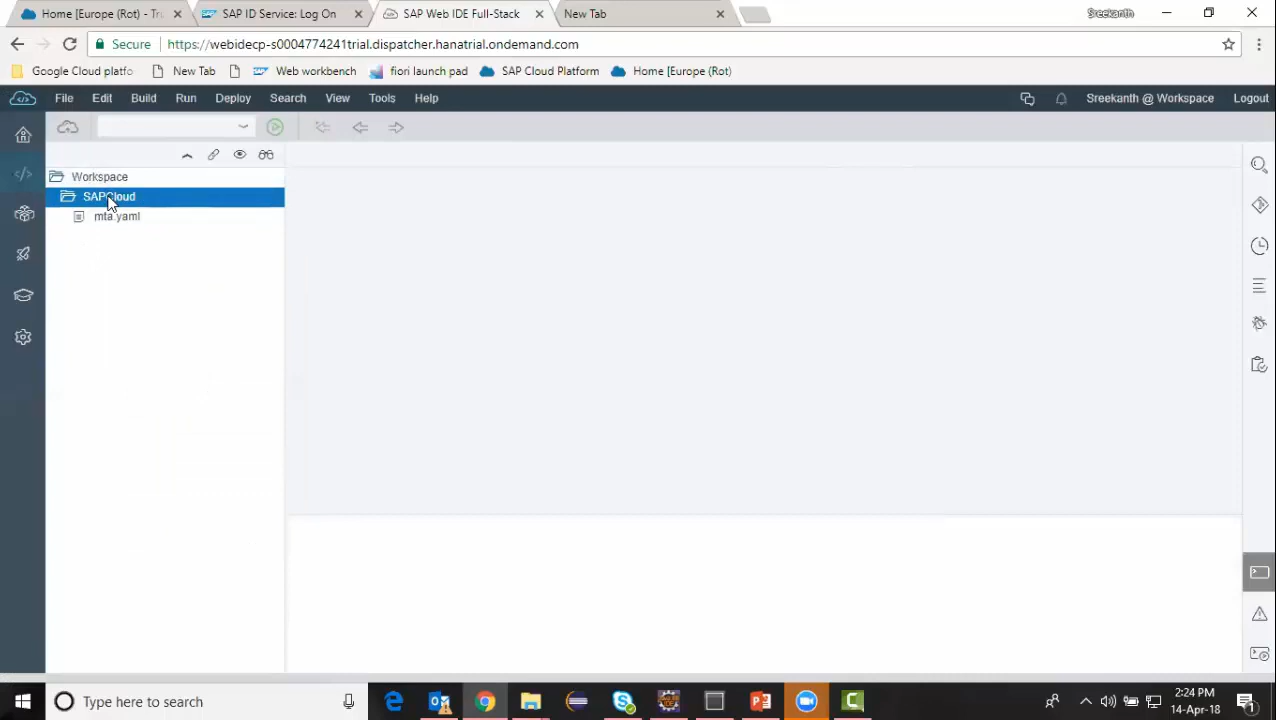 Home [Europe (Rot) - Tru
SAP ID Service: Log On
SAP Web IDE Full-Stack
New Tab
Sreekanth
Secure
https://webidecp-s0004774241trial.dispatcher.hanatrial.ondemand.com
Google Cloud platfo
New Tab
Web workbench
fiori launch pad
SAP Cloud Platform
Home [Europe (Rot)
File Edit Build Run Deploy Search View Tools Help
Sreekanth @ Workspace
Logout
Workspace
SAPCloud
mta.yaml
Type here to search
2:24 PM
14-Apr-18